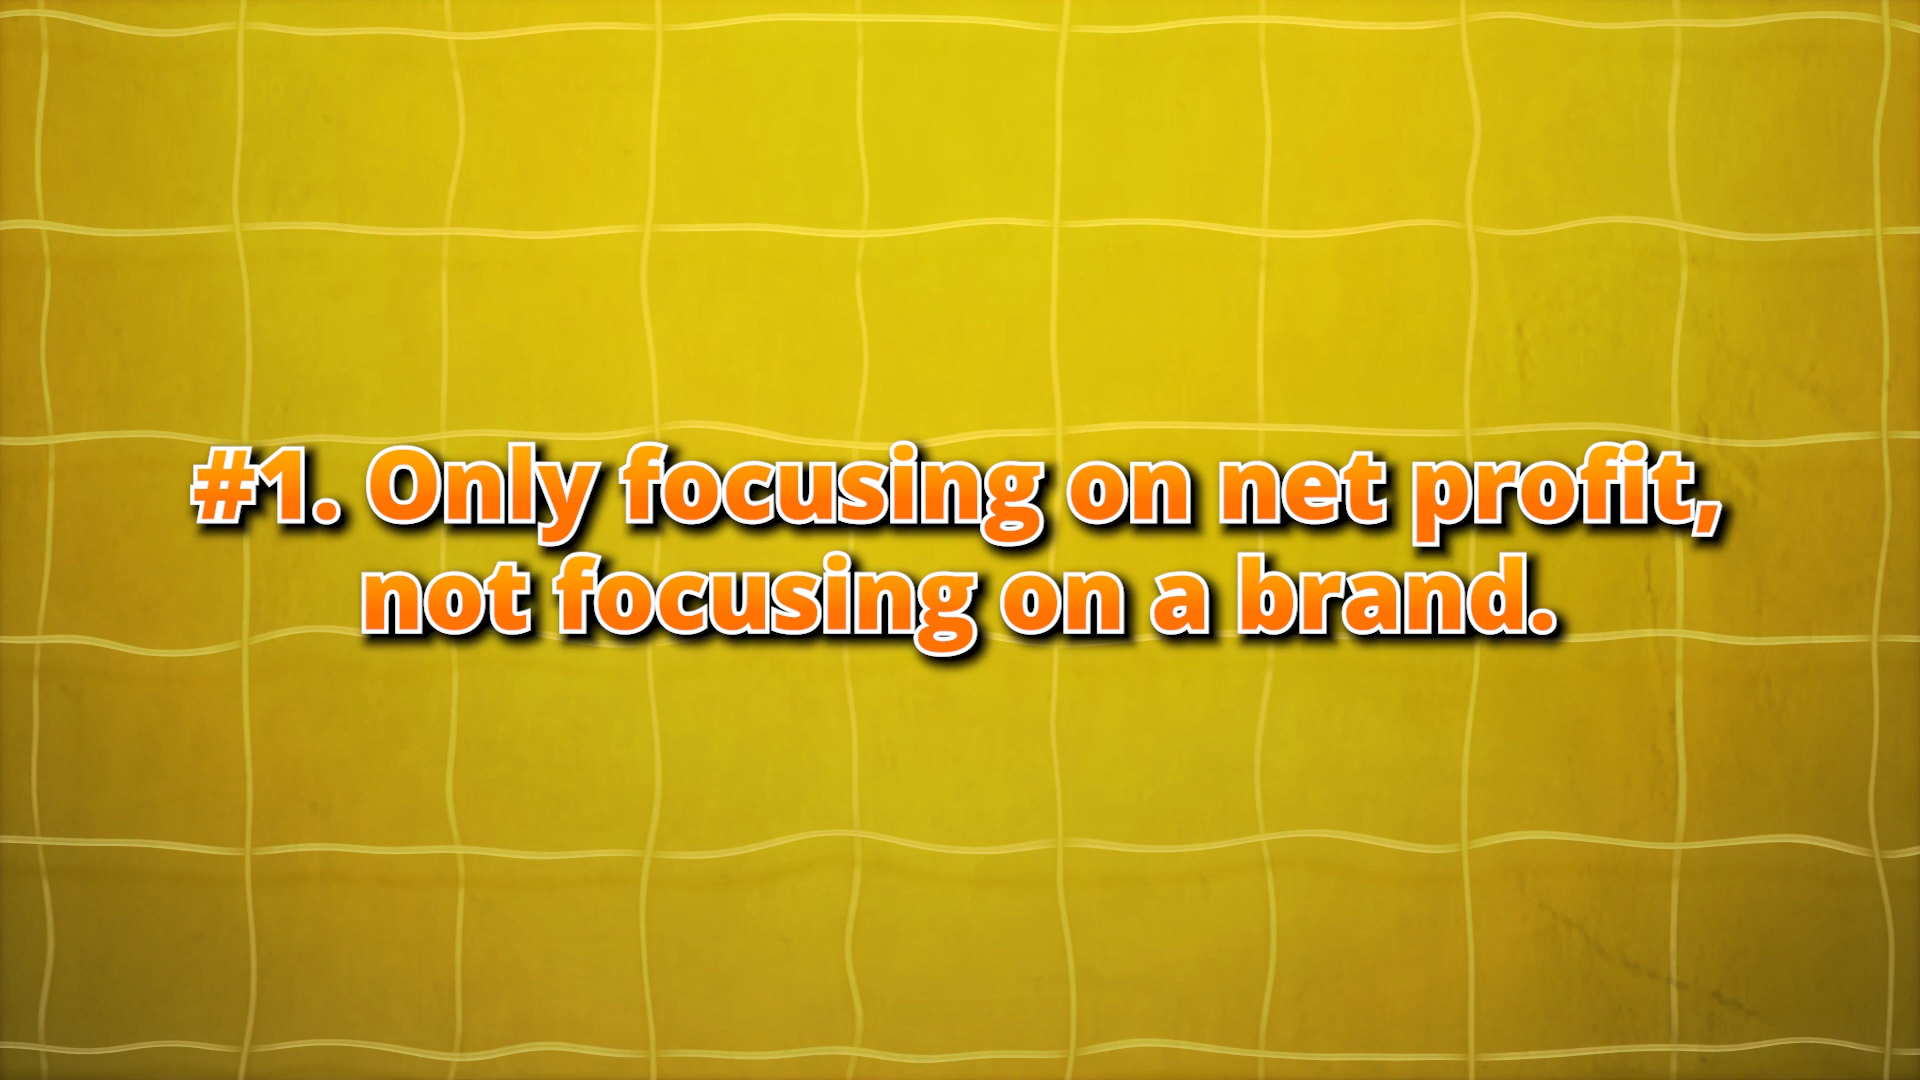 #1. Only focusing on net profit,
not focusing on a brand.